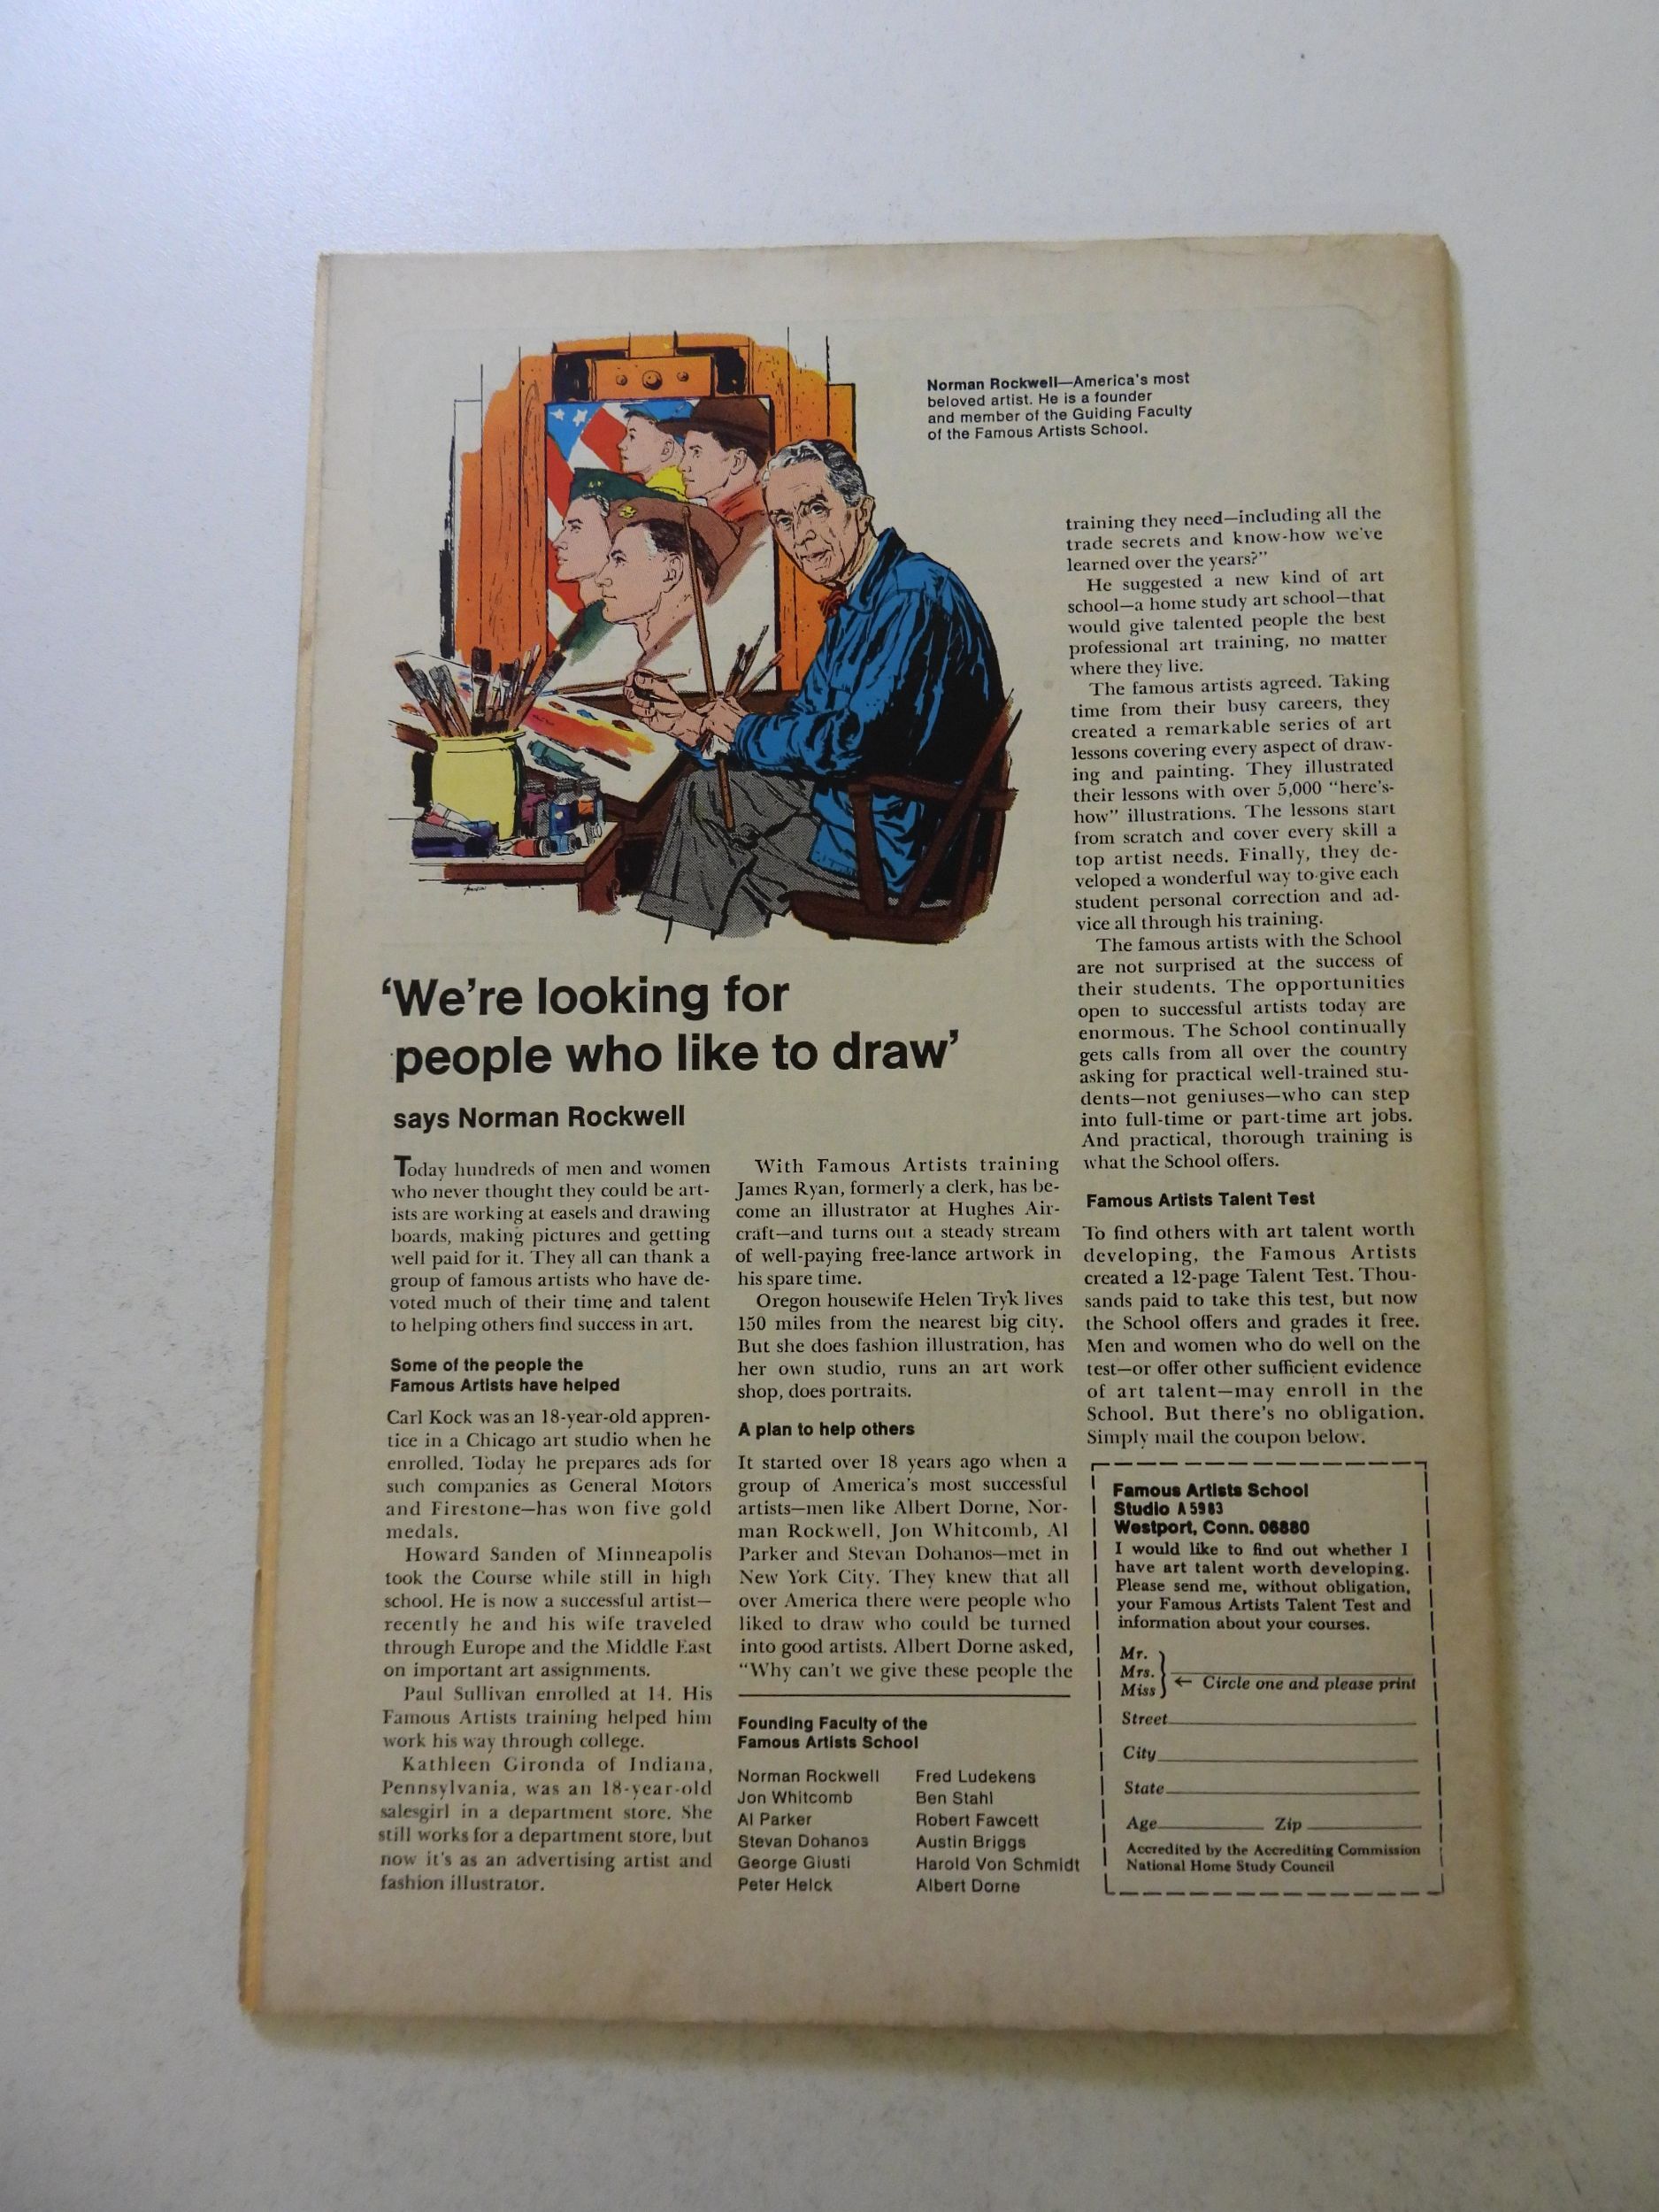 Norman Rockwell—America's most
beloved artist. He is a founder
and member of the Guiding Faculty
of the Famous Artists School.
‘We're looking for
people who like to draw’
says Norman Rockwell
Today hundreds of men and women
who never thought they could be art-
ists are working at easels and drawing
boards, making pictures and getting
well paid for it. They all can thank a
group of famous artists who have de-
voted much of their time and talent
to helping others find success in art.
Some of the people the
Famous Artists have helped
Carl Kock was an 18-year-old appren-
tice in a Chicago art studio when he
enrolled. Today he prepares ads for
such companies as General Motors
and Firestone—has won five gold
medals.
Howard Sanden of Minneapolis
took the Course while still in high
school. He is now a successful artist—
recently he and his wife traveled
through Europe and the Middle East
on important art assignments.
Paul Sullivan enrolled at 14. His
Famous Artists training helped him
work his way through college.
Kathleen Gironda of Indiana,
Pennsylvania, was an 18-year-old
salesgirl in a department store. She
still works for a department store, but
now it's as an advertising artist and
fashion illustrator.
With Famous Artists training
James Ryan, formerly a clerk, has be-
come an illustrator at Hughes Air-
craft—and turns out a steady stream
of well-paying free-lance artwork in
his spare time.
Oregon housewife Helen Tryk lives
150 miles from the nearest big city.
But she does fashion illustration, has
her own studio, runs an art work
shop, does portraits.
A plan to help others
It started over 18 years ago when a
group of America's most successful
artists—men like Albert Dorne, Nor-
man Rockwell, Jon Whitcomb, Al
Parker and Stevan Dohanos—met in
New York City. They knew that all
over America there were people who
liked to draw who could be turned
into good artists. Albert Dorne asked,
“Why can't we give these people the
Founding Faculty of the
Famous Artists School
Norman Rockwell
Jon Whitcomb
Al Parker
Stevan Dohanos
George Giusti
Peter Helck
Fred Ludekens
Ben Stahl
Robert Fawcett
Austin Briggs
Harold Von Schmidt
Albert Dorne
training they need—including all the
trade secrets and know-how we've
learned over the years?”
He suggested a new kind of art
school—a home study art school—that
would give talented people the best
professional art training, no matter
where they live.
The famous artists agreed. Taking
time from their busy careers, they
created a remarkable series of art
lessons covering every aspect of draw-
ing and painting. They illustrated
their lessons with over 5,000 “here's-
how” illustrations. The lessons start
from scratch and cover every skill a
top artist needs. Finally, they de-
veloped a wonderful way to give each
student personal correction and ad-
vice all through his training.
The famous artists with the School
are not surprised at the success of
their students. The opportunities
open to successful artists today are
enormous. The School continually
gets calls from all over the country
asking for practical well-trained stu-
dents—not geniuses—who can step
into full-time or part-time art jobs.
And practical, thorough training is
what the School offers.
Famous Artists Talent Test
To find others with art talent worth
developing, the Famous Artists
created a 12-page Talent Test. Thou-
sands paid to take this test, but now
the School offers and grades it free.
Men and women who do well on the
test—or offer other sufficient evidence
of art talent—may enroll in the
School. But there's no obligation.
Simply mail the coupon below.
Famous Artists School
Studio A5983
Westport, Conn. 06880
I would like to find out whether I
have art talent worth developing.
Please send me, without obligation,
your Famous Artists Talent Test and
information about your courses.
Mr.
Mrs.
Miss
← Circle one and please print
Street
City
State
Age Zip
Accredited by the Accrediting Commission
National Home Study Council